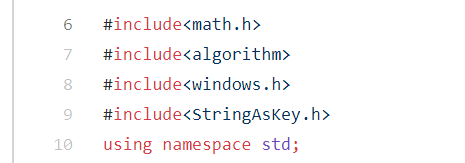 6 #include<math.h>
7 #include<algorithm>
8 #include<windows.h>
9 #include<StringAsKey.h>
10 using namespace std;